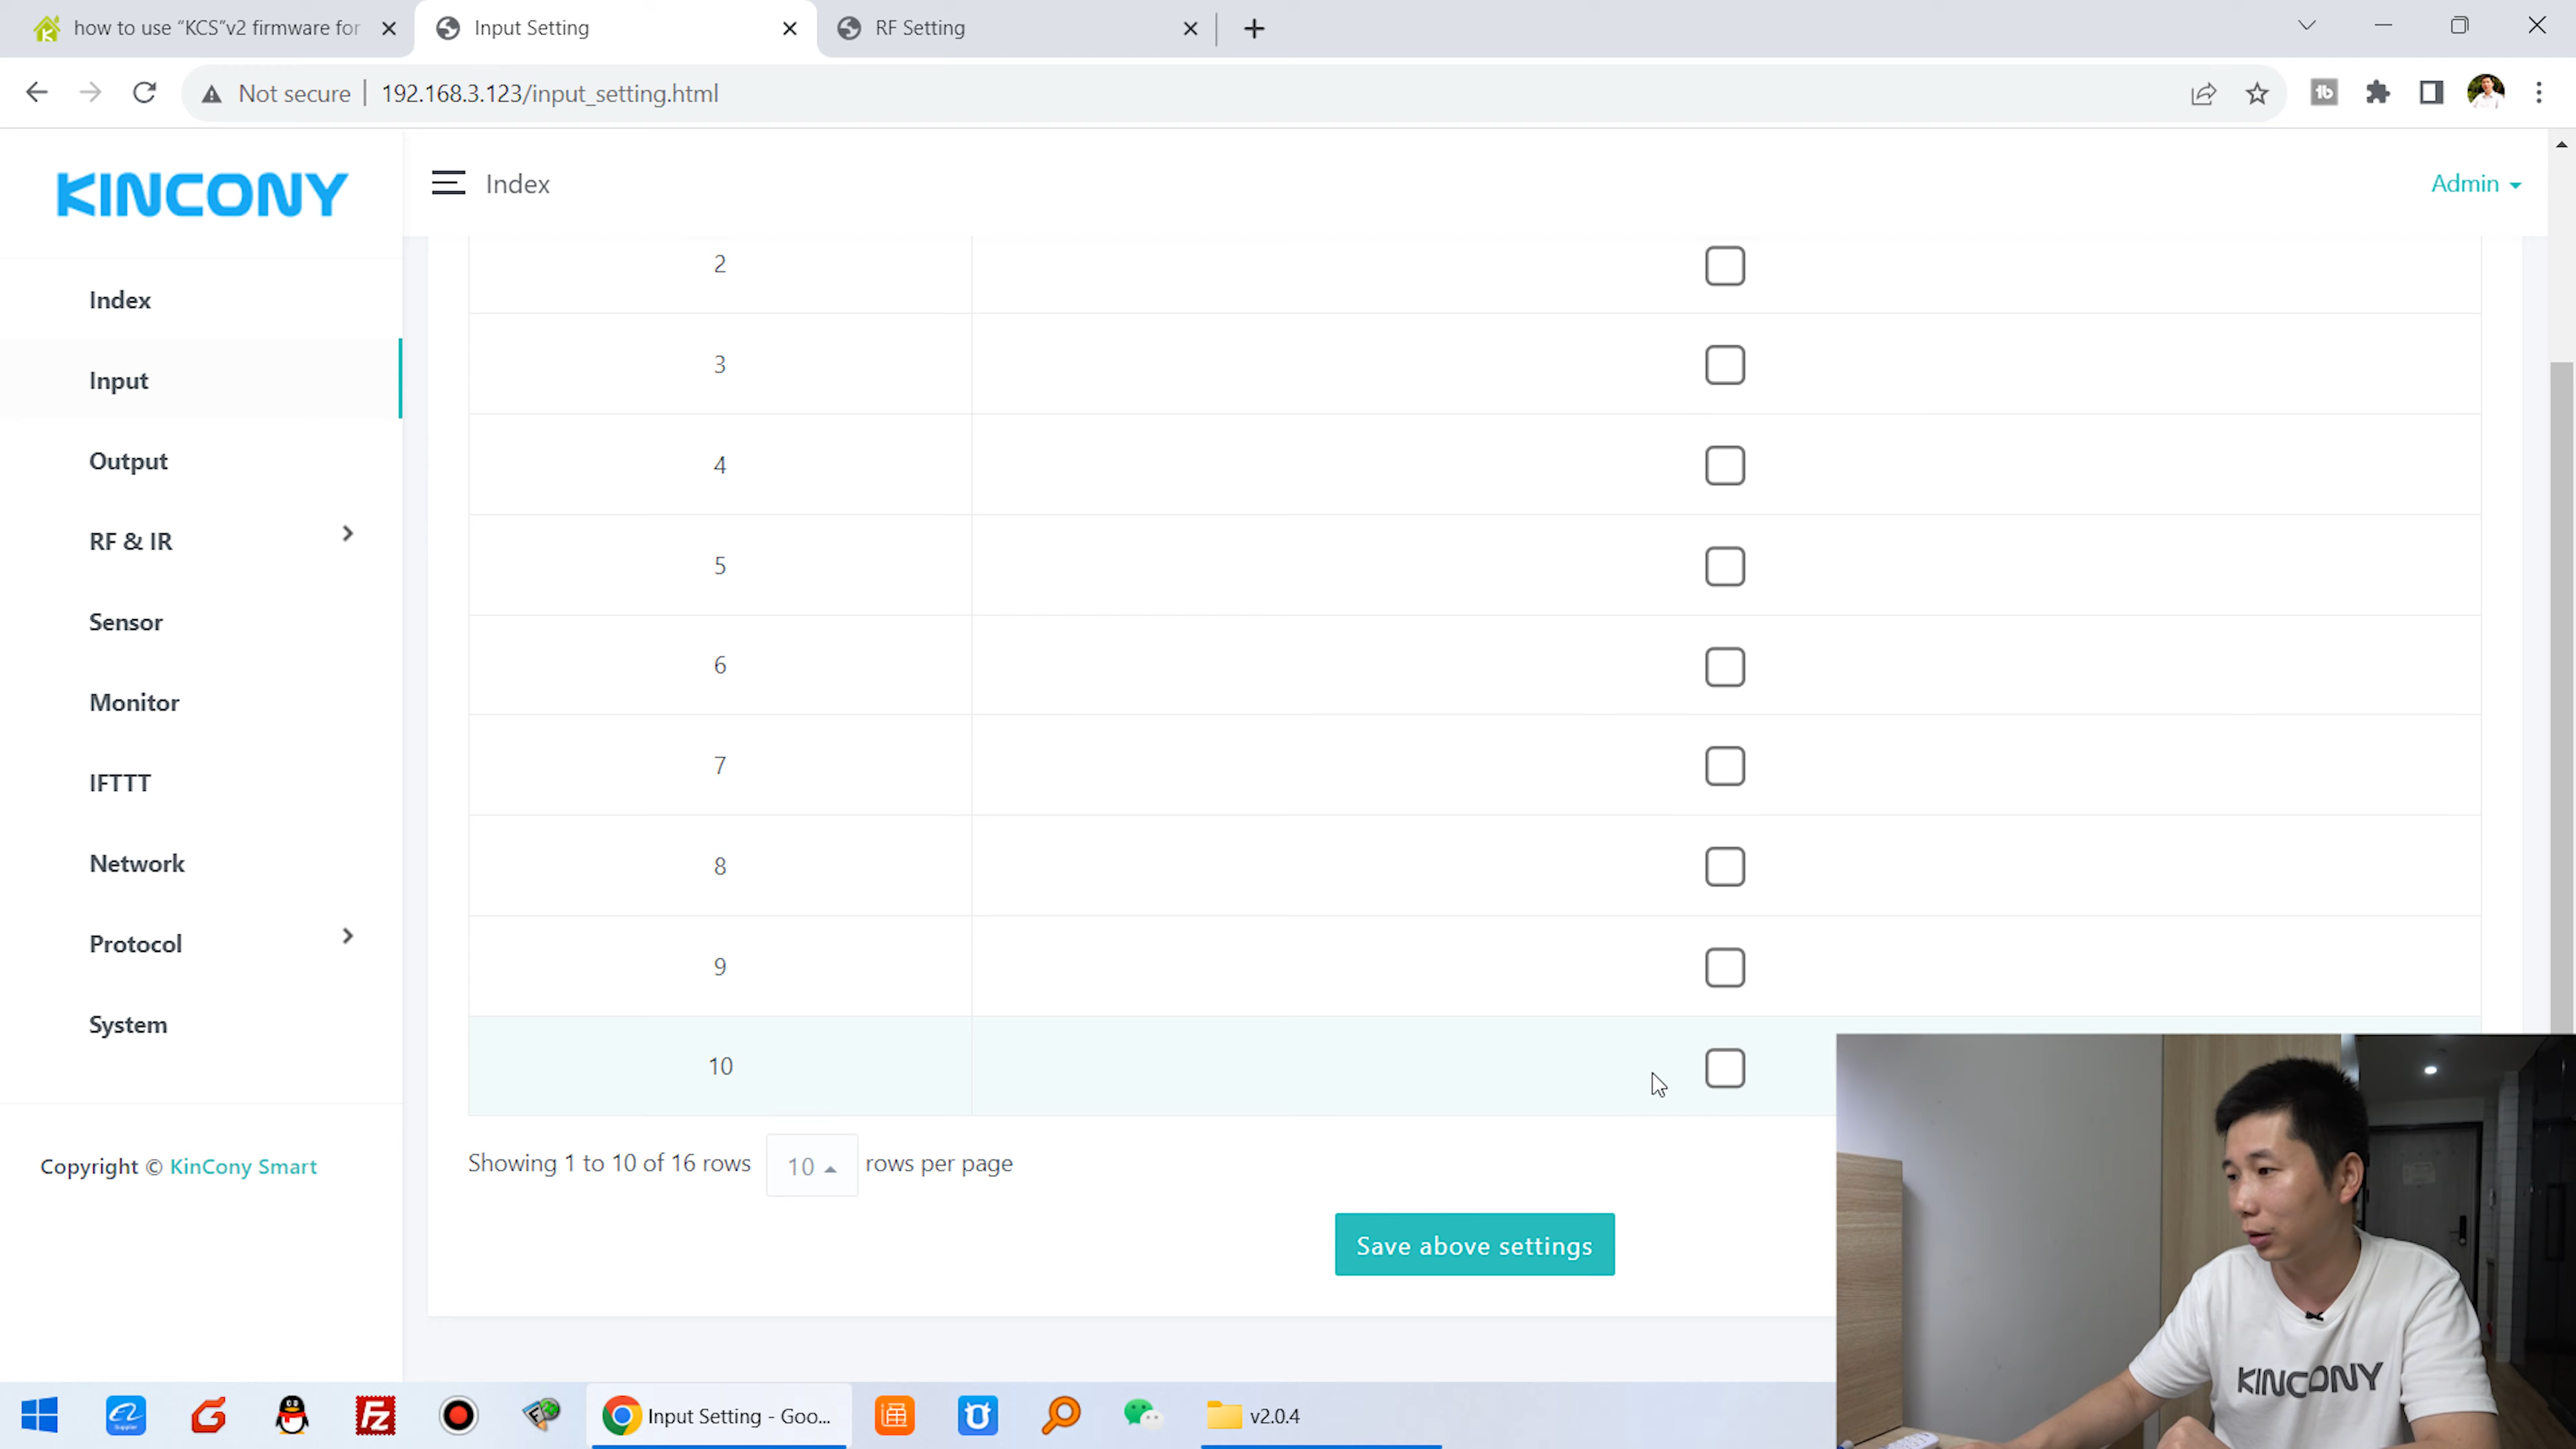 how to use “KCS”v2 firmware for
Input Setting
RF Setting
Not secure
192.168.3.123/input_setting.html
KINCONY
Index
Admin
Index
Input
Output
RF & IR
Sensor
Monitor
IFTTT
Network
Protocol
System
Copyright © KinCony Smart
2
3
4
5
6
7
8
9
10
Showing 1 to 10 of 16 rows 10 rows per page
Save above settings
KINCONY
Input Setting - Goo...
v2.0.4